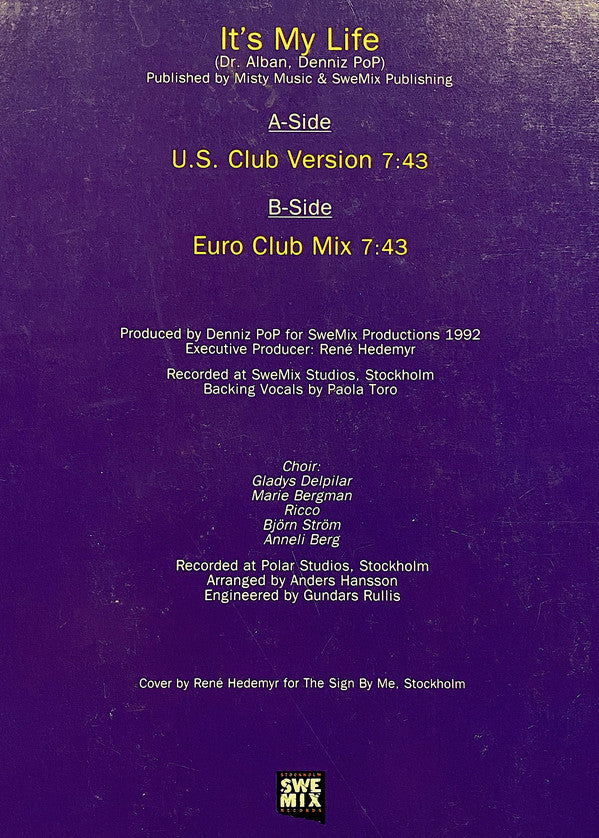 It's My Life
(Dr. Alban, Denniz PoP)
Published by Misty Music & SweMix Publishing
A-Side
U.S. Club Version 7:43
B-Side
Euro Club Mix 7:43
Produced by Denniz PoP for SweMix Productions 1992
Executive Producer: René Hedemyr
Recorded at SweMix Studios, Stockholm
Backing Vocals by Paola Toro
Choir:
Gladys Delpilar
Marie Bergman
Ricco
Björn Ström
Anneli Berg
Recorded at Polar Studios, Stockholm
Arranged by Anders Hansson
Engineered by Gundars Rullis
Cover by René Hedemyr for The Sign By Me, Stockholm
STOCKHOLM
SWE
MIX
RECORDS